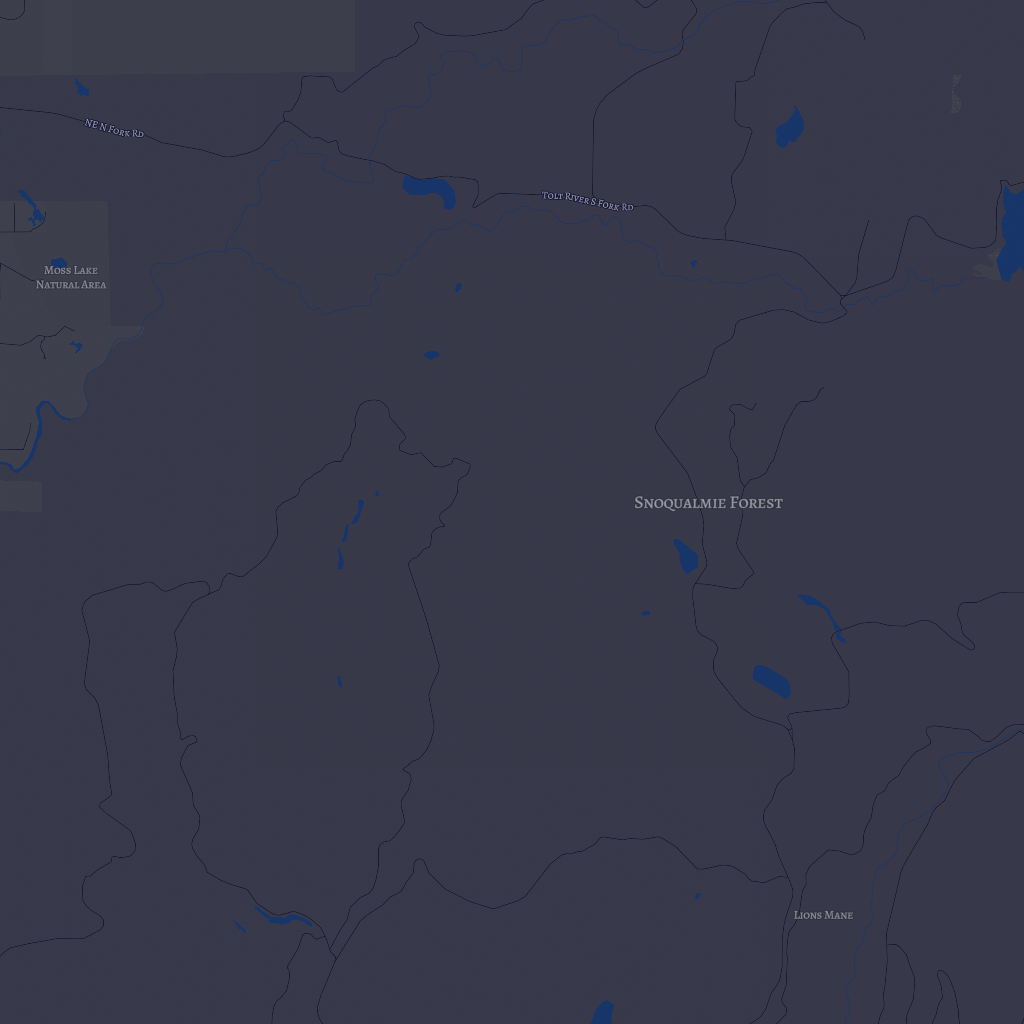 NE N Fork Rd
Tolt River S Fork Rd
Moss Lake
Natural Area
Snoqualmie Forest
Lions Mane